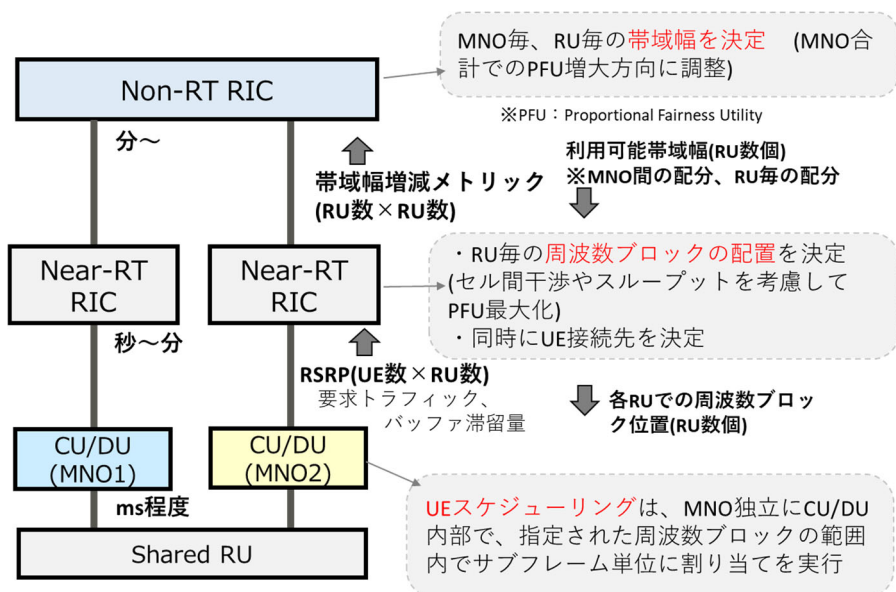 MNO毎、RU毎の帯域幅を決定　(MNO合
計でのPFU増大方向に調整)
Non-RT RIC
※PFU：Proportional Fairness Utility
分～
利用可能帯域幅(RU数個)
※MNO間の配分、RU毎の配分
帯域幅増減メトリック
(RU数×RU数)
Near-RT
RIC
Near-RT
RIC
・RU毎の周波数ブロックの配置を決定
(セル間干渉やスループットを考慮して
PFU最大化)
・同時にUE接続先を決定
秒～分
RSRP(UE数×RU数)
要求トラフィック、
バッファ滞留量
各RUでの周波数ブロッ
ク位置(RU数個)
CU/DU
(MNO1)
CU/DU
(MNO2)
ms程度
UEスケジューリングは、MNO独立にCU/DU
内部で、指定された周波数ブロックの範囲
内でサブフレーム単位に割り当てを実行
Shared RU